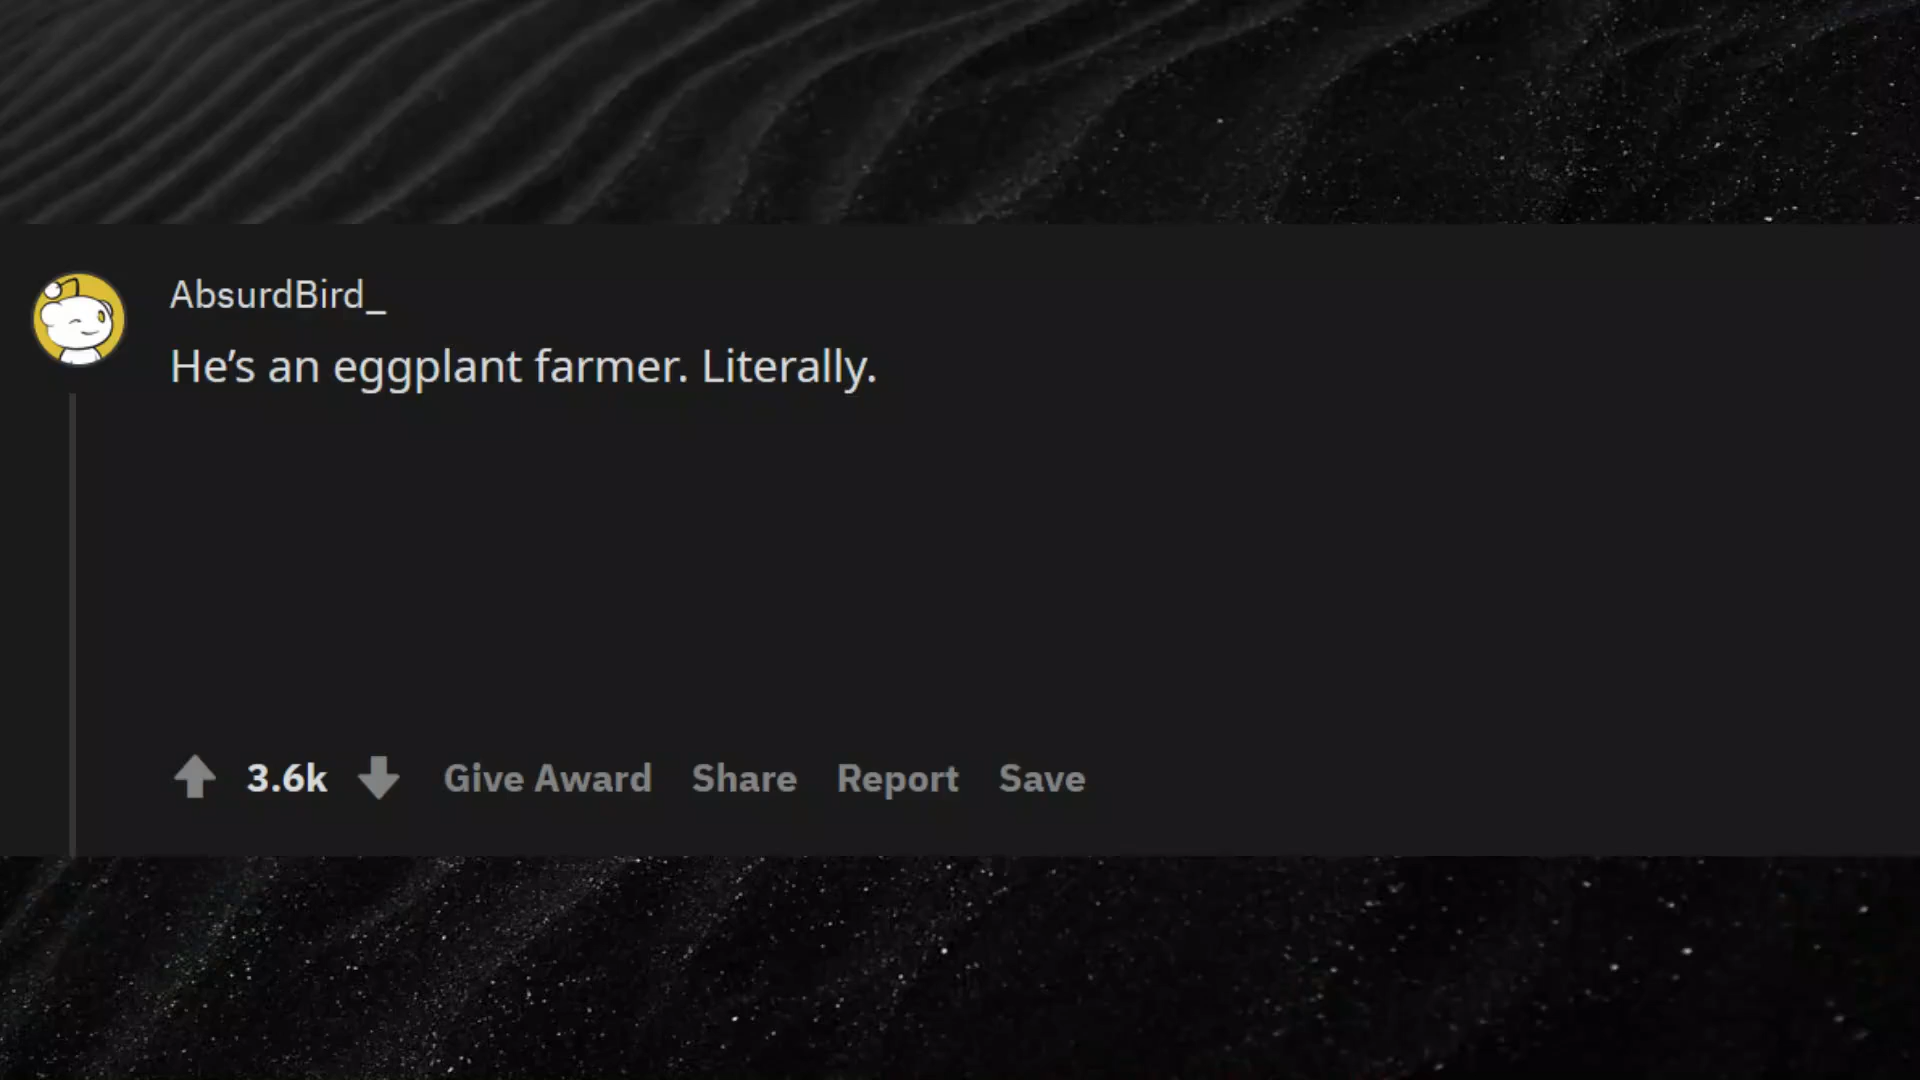 AbsurdBird_
He’s an eggplant farmer. Literally.
3.6k Give Award Share Report Save